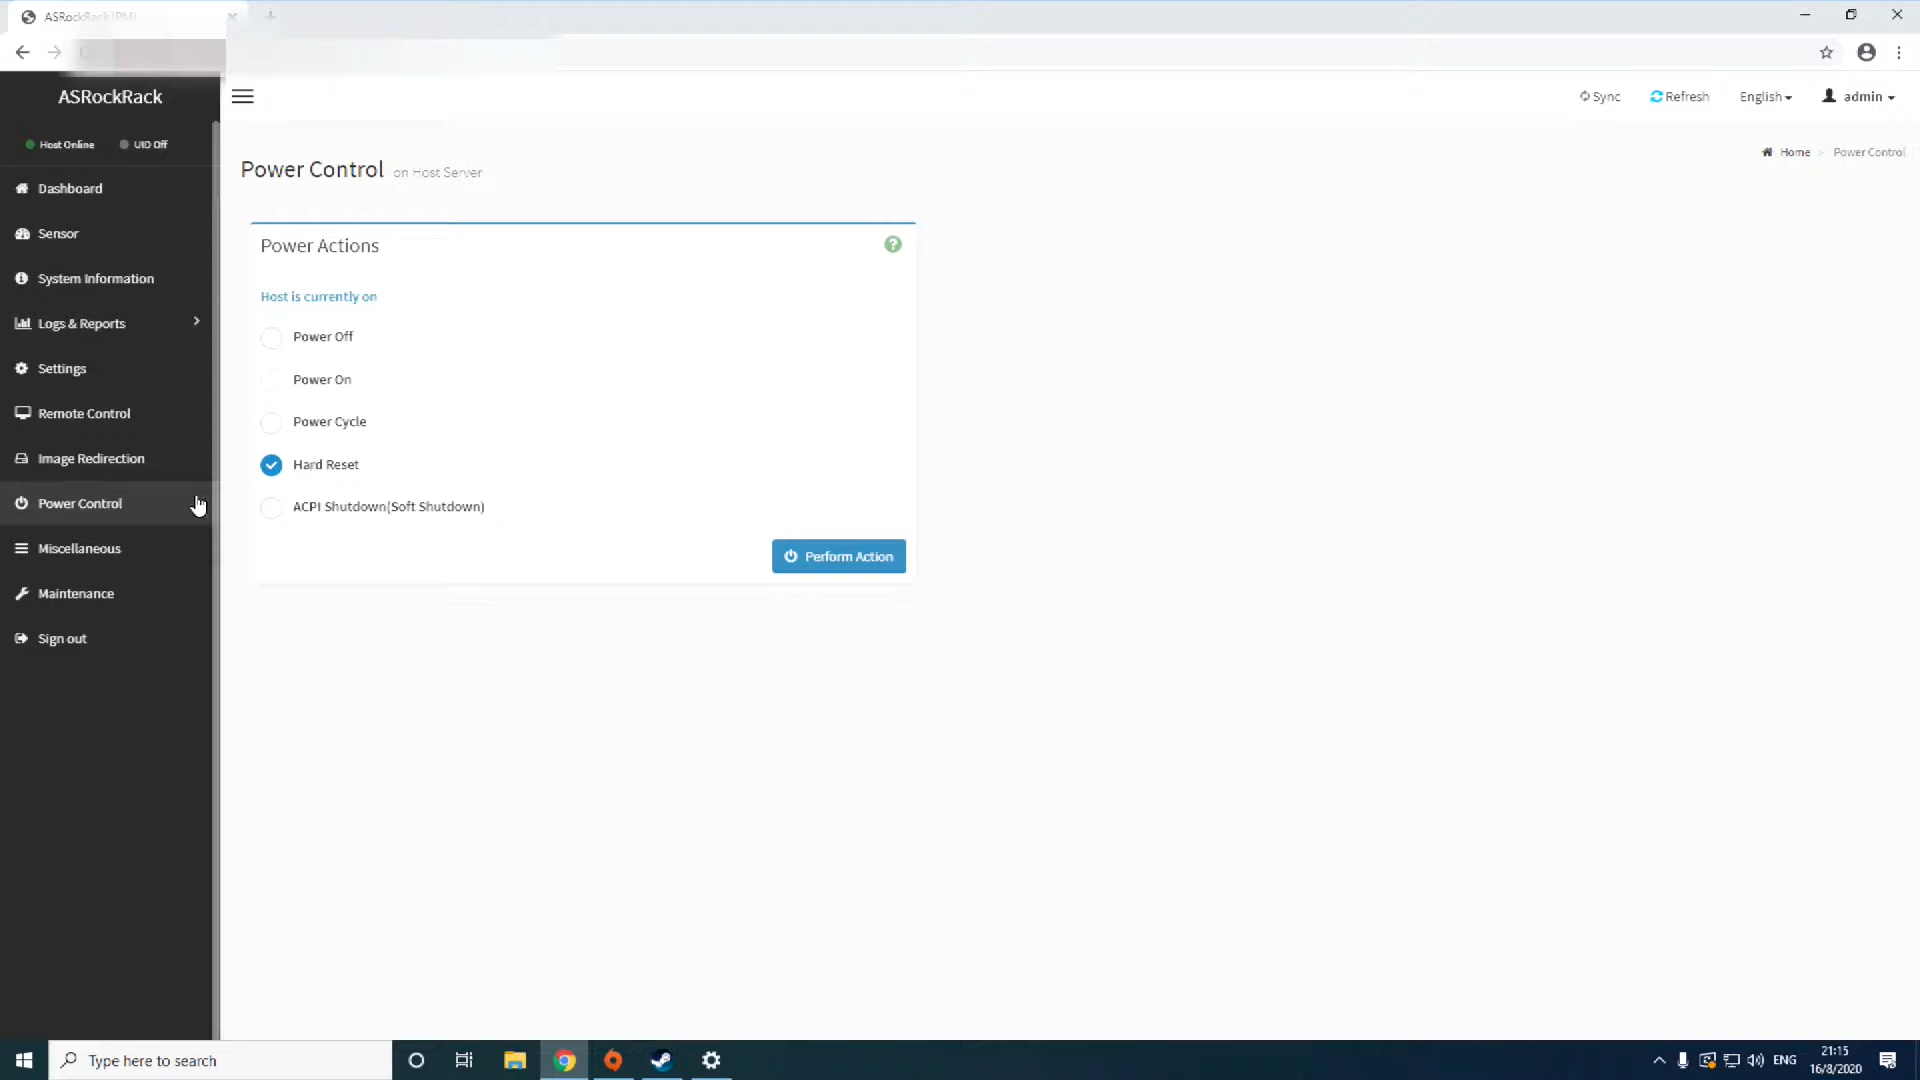 ASRockRack IPMI
ASRockRack
Sync
Refresh
English
admin
Host Online
UID Off
Home > Power Control
Power Control on Host Server
Dashboard
Sensor
System Information
Logs & Reports
Settings
Remote Control
Image Redirection
Power Control
Miscellaneous
Maintenance
Sign out
Power Actions
?
Host is currently on
Power Off
Power On
Power Cycle
Hard Reset
ACPI Shutdown(Soft Shutdown)
Perform Action
Type here to search
ENG
21:15
16/8/2020